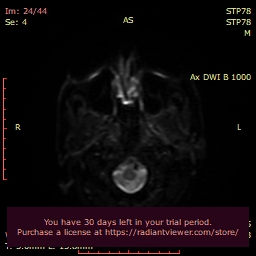 Im: 24/44
Se: 4
AS
STP78
STP78
M
Ax DWI B 1000
R
L
You have 30 days left in your trial period.
Purchase a license at https://radiantviewer.com/store/